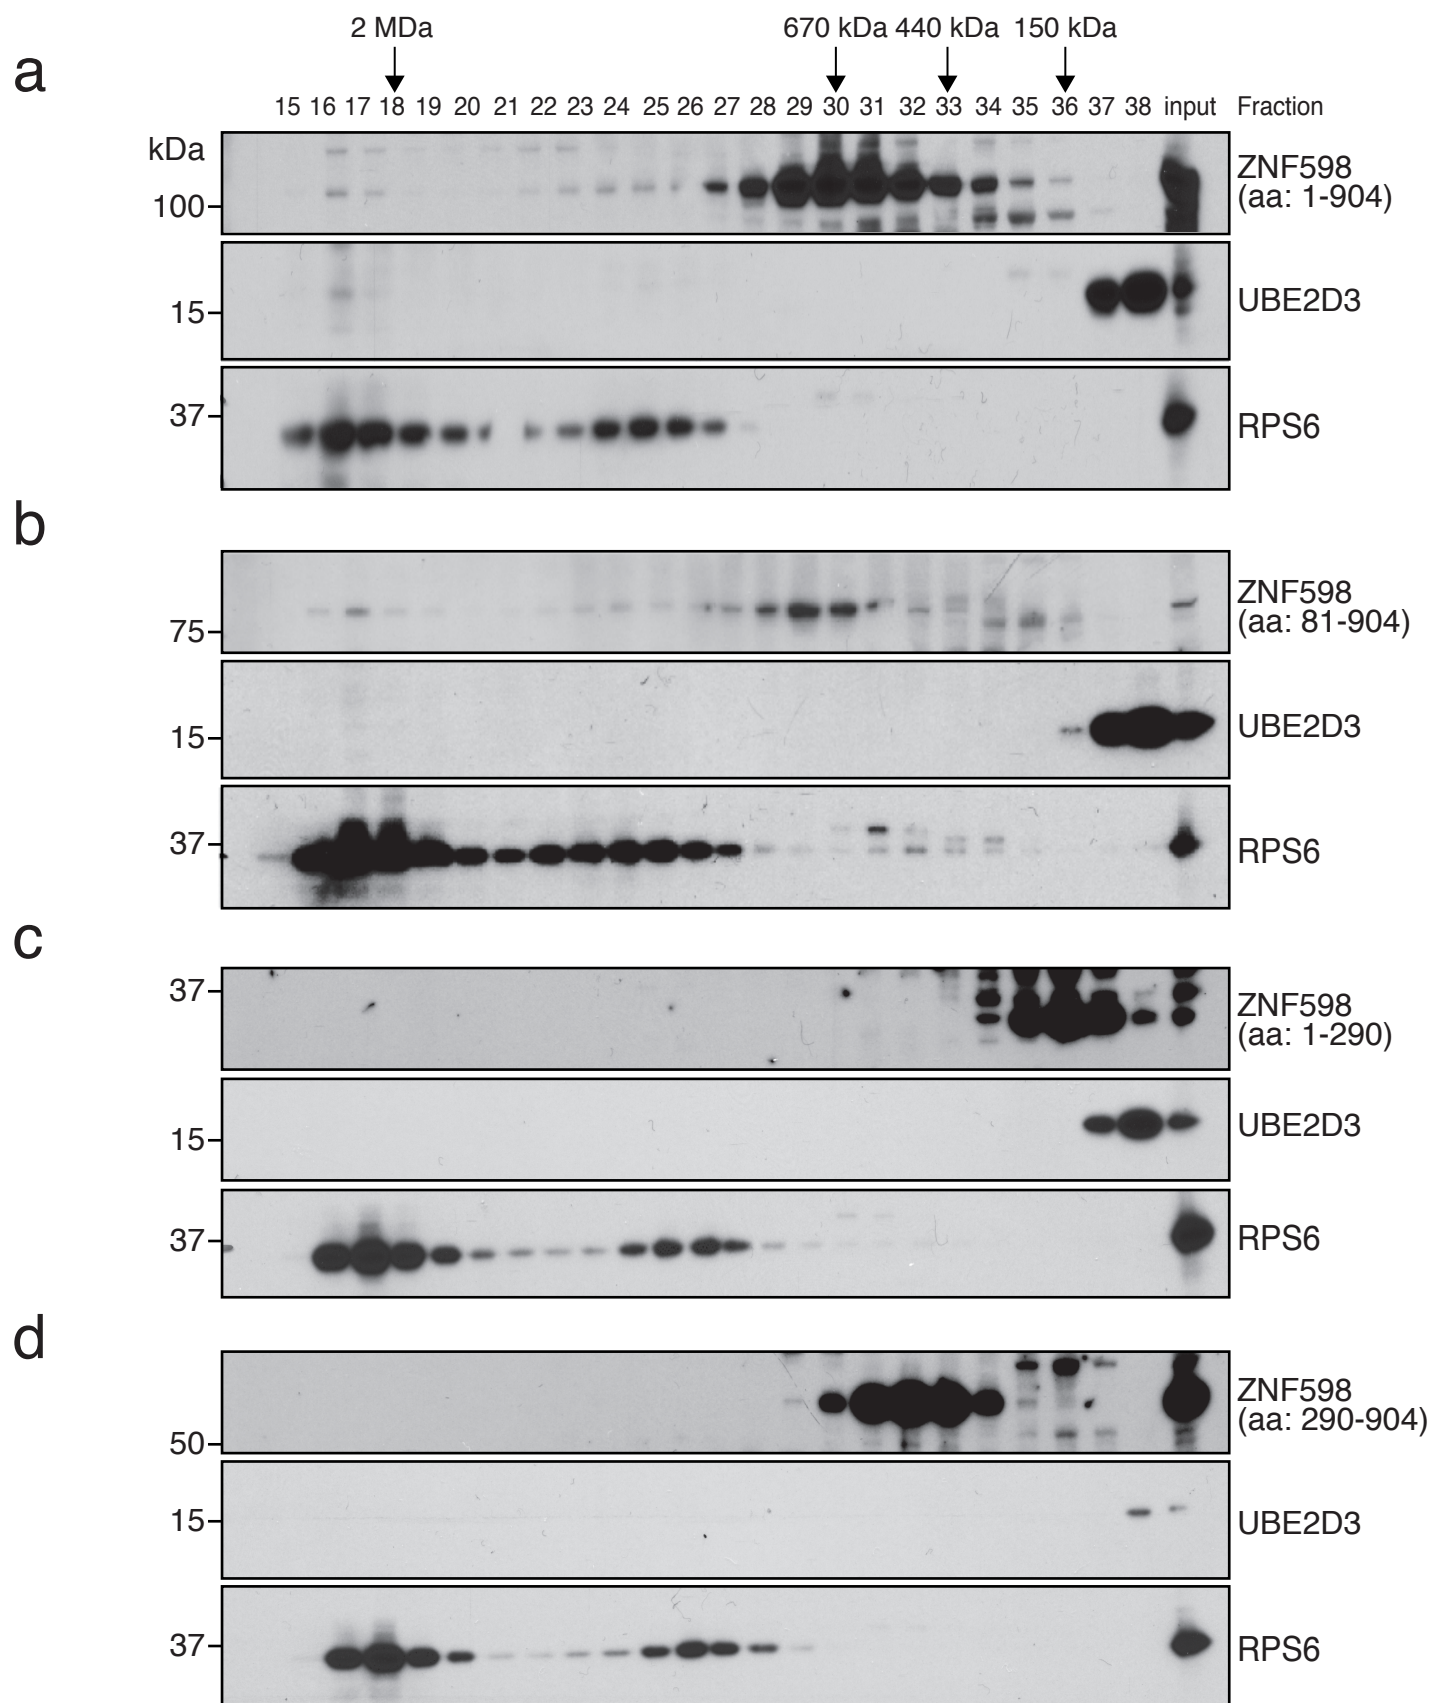 2 MDa 670 kDa 440 kDa 150 kDa
a
15 16 17 18 19 20 21 22 23 24 25 26 27 28 29 30 31 32 33 34 35 36 37 38 input Fraction
kDa
ZNF598
(aa: 1-904)
100
UBE2D3
15
37
RPS6
b
ZNF598
(aa: 81-904)
75
UBE2D3
15
37
RPS6
c
37
ZNF598
(aa: 1-290)
UBE2D3
15
37
RPS6
d
ZNF598
(aa: 290-904)
50
15
UBE2D3
37
RPS6